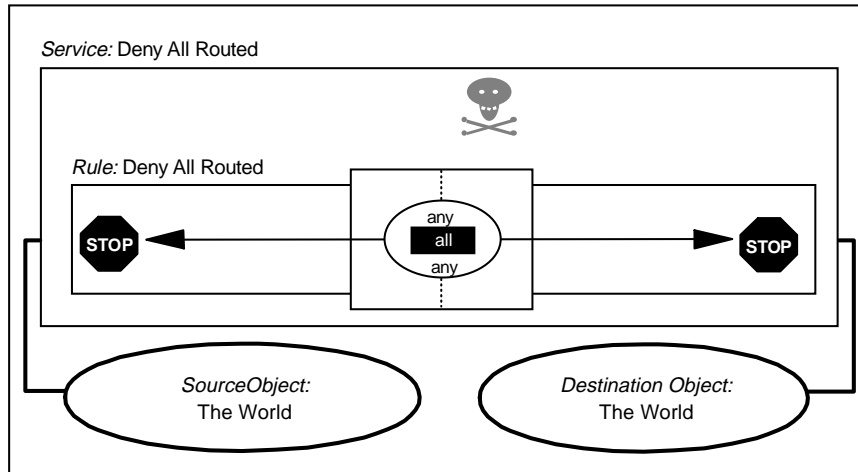 Service: Deny All Routed
Rule: Deny All Routed
any
STOP
all
STOP
any
SourceObject:
The World
Destination Object:
The World